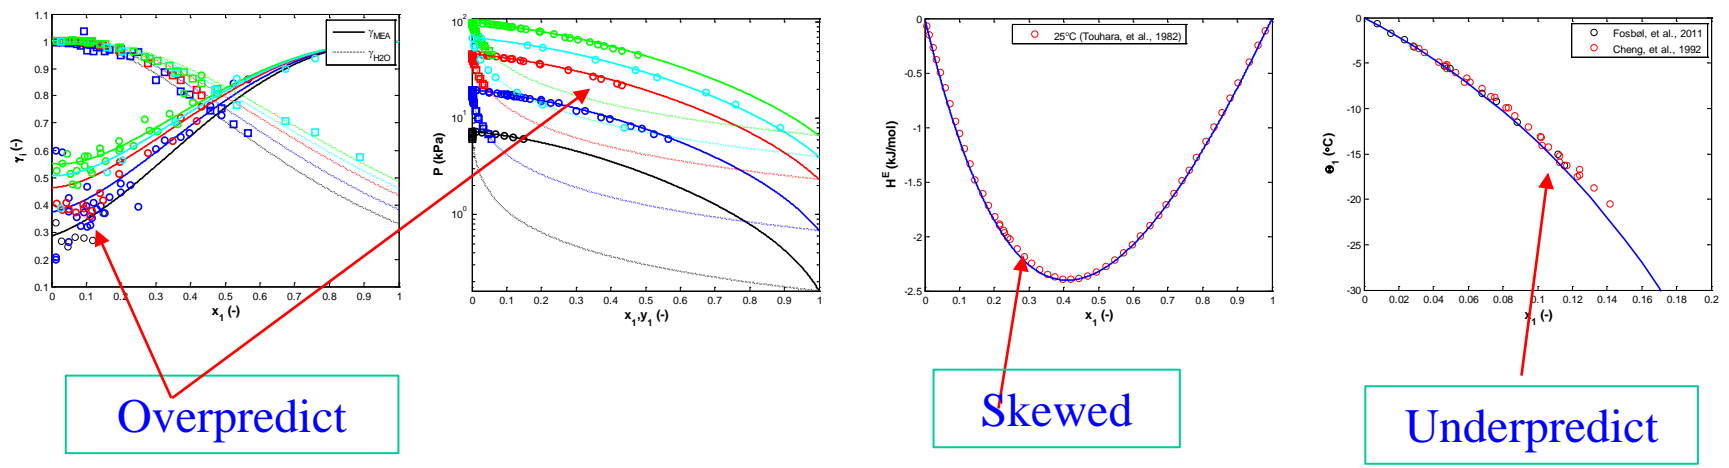 1.1
1
0.9
0.8
0.7
0.6
0.5
0.4
0.3
0.2
0.1
γi (-)
0 0.1 0.2 0.3 0.4 0.5 0.6 0.7 0.8 0.9 1
x1 (-)
γMEA
γH2O
10²
10¹
10⁰
P (kPa)
0 0.1 0.2 0.3 0.4 0.5 0.6 0.7 0.8 0.9 1
x1,y1 (-)
0
-0.5
-1
-1.5
-2
-2.5
H^E (kJ/mol)
0 0.1 0.2 0.3 0.4 0.5 0.6 0.7 0.8 0.9 1
x1 (-)
25°C (Touhara, et al., 1982)
0
-5
-10
-15
-20
-25
-30
Θ1 (°C)
0 0.02 0.04 0.06 0.08 0.1 0.12 0.14 0.16 0.18 0.2
x1 (-)
Fosbøl, et al., 2011
Cheng, et al., 1992
Overpredict
Skewed
Underpredict